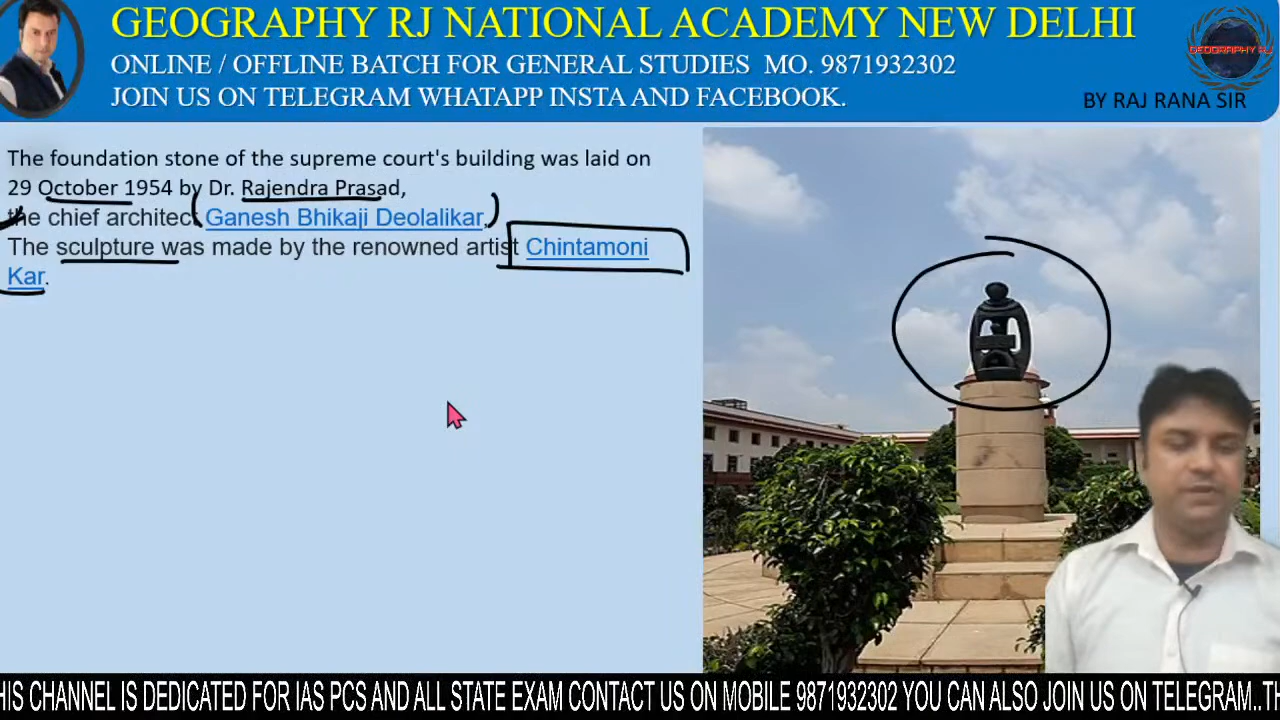 GEOGRAPHY RJ NATIONAL ACADEMY NEW DELHI
ONLINE / OFFLINE BATCH FOR GENERAL STUDIES MO. 9871932302
JOIN US ON TELEGRAM WHATAPP INSTA AND FACEBOOK.
GEOGRAPHY RJ
BY RAJ RANA SIR
The foundation stone of the supreme court's building was laid on
29 October 1954 by Dr. Rajendra Prasad,
the chief architect Ganesh Bhikaji Deolalikar,
The sculpture was made by the renowned artist Chintamoni
Kar.
HIS CHANNEL IS DEDICATED FOR IAS PCS AND ALL STATE EXAM CONTACT US ON MOBILE 9871932302 YOU CAN ALSO JOIN US ON TELEGRAM..TH